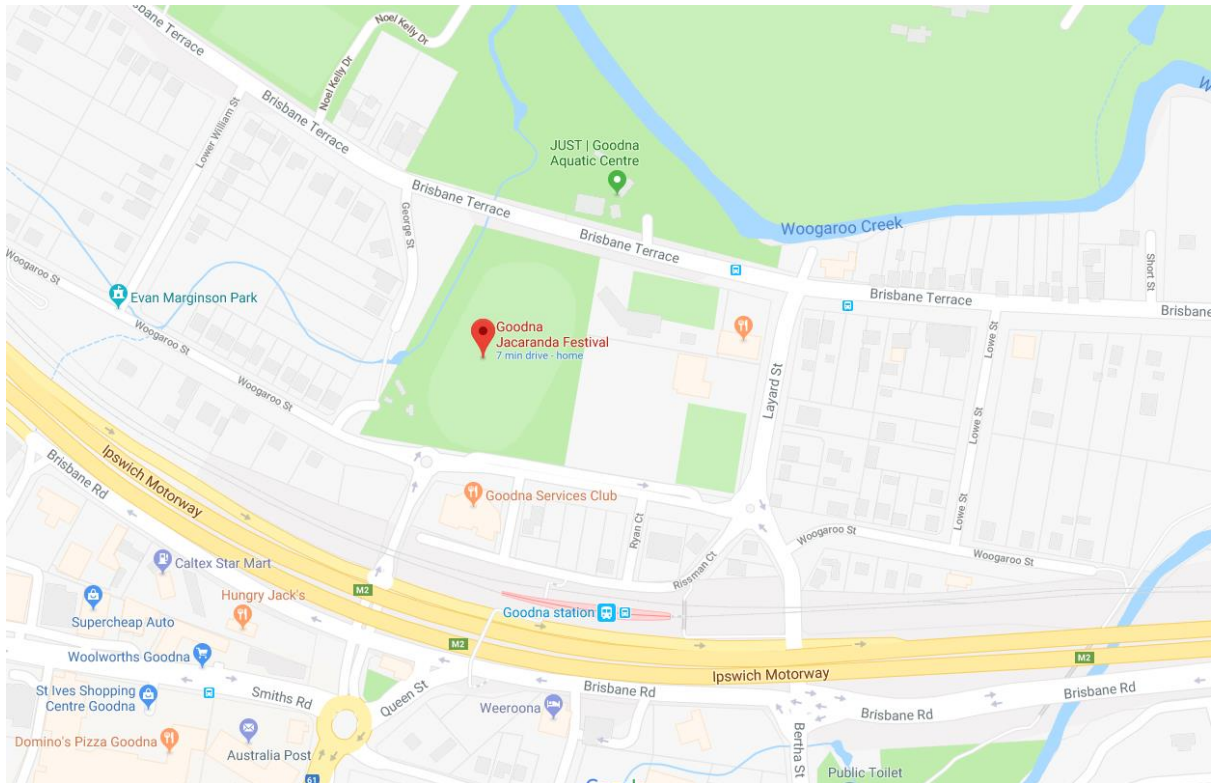 Brisbane Terrace
Noel Kelly Dr
Noel Kelly Dr
Brisbane Terrace
Lower William St
JUST | Goodna
Aquatic Centre
Brisbane Terrace
George St
Woogaroo Creek
Brisbane Terrace
Woogaroo St
Short St
Evan Marginson Park
Brisbane Terrace
Brisbane
Woogaroo St
Goodna
Jacaranda Festival
7 min drive - home
Lowe St
Woogaroo St
Layard St
Lowe St
Ipswich Motorway
Brisbane Rd
Goodna Services Club
Lowe St
Ryan Ct
Woogaroo St
Rissman Ct
Woogaroo St
Caltex Star Mart
M2
Hungry Jack's
Goodna station
Supercheap Auto
M2
Woolworths Goodna
M2
Ipswich Motorway
St Ives Shopping
Centre Goodna
Smiths Rd
Queen St
Brisbane Rd
Brisbane Rd
Weeroona
Brisbane Rd
Domino's Pizza Goodna
Australia Post
Bertha St
Public Toilet
61